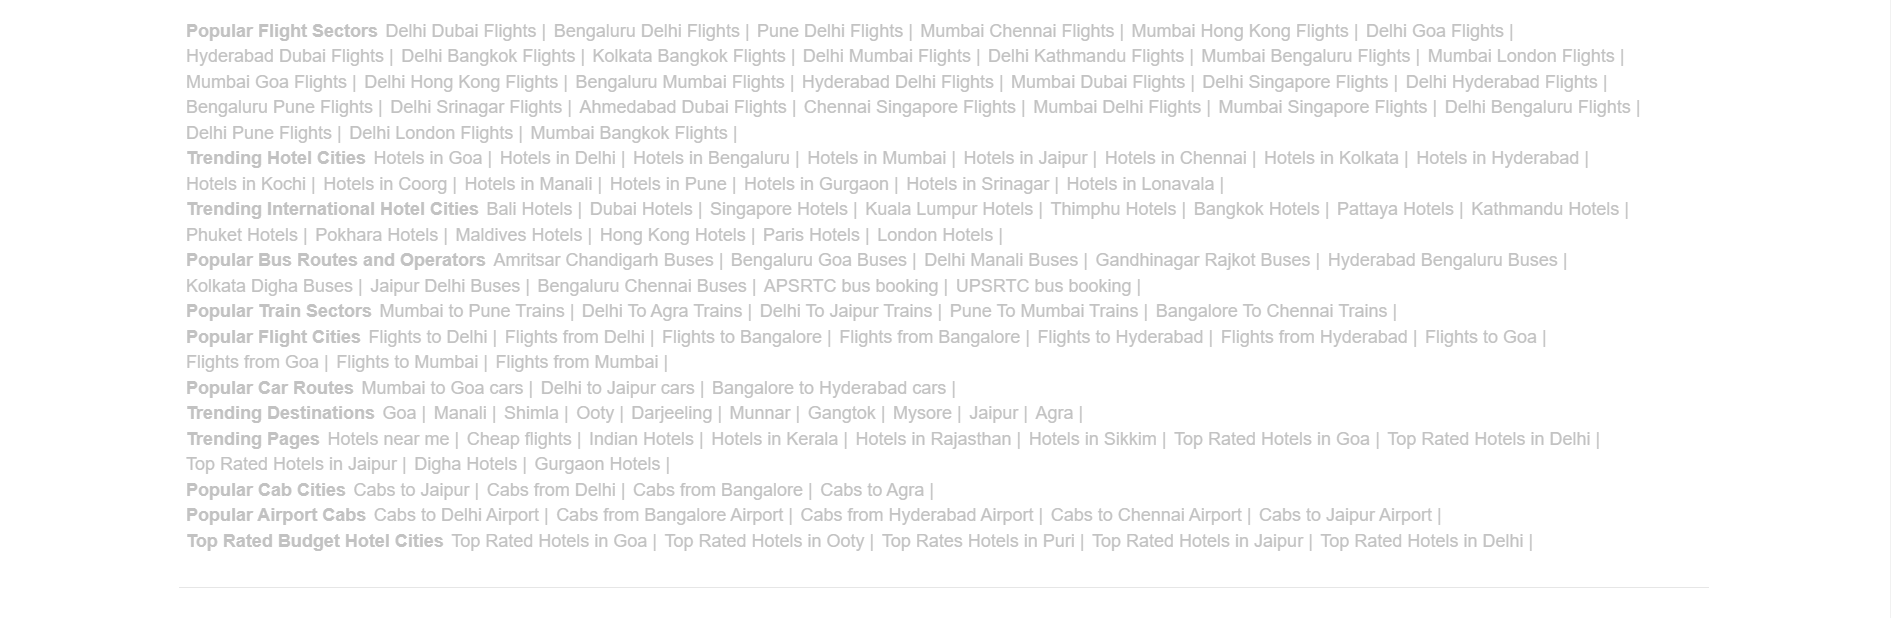 Popular Flight Sectors Delhi Dubai Flights | Bengaluru Delhi Flights | Pune Delhi Flights | Mumbai Chennai Flights | Mumbai Hong Kong Flights | Delhi Goa Flights |
Hyderabad Dubai Flights | Delhi Bangkok Flights | Kolkata Bangkok Flights | Delhi Mumbai Flights | Delhi Kathmandu Flights | Mumbai Bengaluru Flights | Mumbai London Flights |
Mumbai Goa Flights | Delhi Hong Kong Flights | Bengaluru Mumbai Flights | Hyderabad Delhi Flights | Mumbai Dubai Flights | Delhi Singapore Flights | Delhi Hyderabad Flights |
Bengaluru Pune Flights | Delhi Srinagar Flights | Ahmedabad Dubai Flights | Chennai Singapore Flights | Mumbai Delhi Flights | Mumbai Singapore Flights | Delhi Bengaluru Flights |
Delhi Pune Flights | Delhi London Flights | Mumbai Bangkok Flights |
Trending Hotel Cities Hotels in Goa | Hotels in Delhi | Hotels in Bengaluru | Hotels in Mumbai | Hotels in Jaipur | Hotels in Chennai | Hotels in Kolkata | Hotels in Hyderabad |
Hotels in Kochi | Hotels in Coorg | Hotels in Manali | Hotels in Pune | Hotels in Gurgaon | Hotels in Srinagar | Hotels in Lonavala |
Trending International Hotel Cities Bali Hotels | Dubai Hotels | Singapore Hotels | Kuala Lumpur Hotels | Thimphu Hotels | Bangkok Hotels | Pattaya Hotels | Kathmandu Hotels |
Phuket Hotels | Pokhara Hotels | Maldives Hotels | Hong Kong Hotels | Paris Hotels | London Hotels |
Popular Bus Routes and Operators Amritsar Chandigarh Buses | Bengaluru Goa Buses | Delhi Manali Buses | Gandhinagar Rajkot Buses | Hyderabad Bengaluru Buses |
Kolkata Digha Buses | Jaipur Delhi Buses | Bengaluru Chennai Buses | APSRTC bus booking | UPSRTC bus booking |
Popular Train Sectors Mumbai to Pune Trains | Delhi To Agra Trains | Delhi To Jaipur Trains | Pune To Mumbai Trains | Bangalore To Chennai Trains |
Popular Flight Cities Flights to Delhi | Flights from Delhi | Flights to Bangalore | Flights from Bangalore | Flights to Hyderabad | Flights from Hyderabad | Flights to Goa |
Flights from Goa | Flights to Mumbai | Flights from Mumbai |
Popular Car Routes Mumbai to Goa cars | Delhi to Jaipur cars | Bangalore to Hyderabad cars |
Trending Destinations Goa | Manali | Shimla | Ooty | Darjeeling | Munnar | Gangtok | Mysore | Jaipur | Agra |
Trending Pages Hotels near me | Cheap flights | Indian Hotels | Hotels in Kerala | Hotels in Rajasthan | Hotels in Sikkim | Top Rated Hotels in Goa | Top Rated Hotels in Delhi |
Top Rated Hotels in Jaipur | Digha Hotels | Gurgaon Hotels |
Popular Cab Cities Cabs to Jaipur | Cabs from Delhi | Cabs from Bangalore | Cabs to Agra |
Popular Airport Cabs Cabs to Delhi Airport | Cabs from Bangalore Airport | Cabs from Hyderabad Airport | Cabs to Chennai Airport | Cabs to Jaipur Airport |
Top Rated Budget Hotel Cities Top Rated Hotels in Goa | Top Rated Hotels in Ooty | Top Rates Hotels in Puri | Top Rated Hotels in Jaipur | Top Rated Hotels in Delhi |